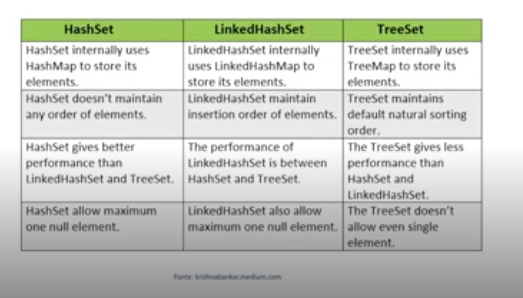 HashSet LinkedHashSet TreeSet
HashSet internally uses
HashMap to store its
elements.
LinkedHashSet internally
uses LinkedHashMap to
store its elements.
TreeSet internally uses
TreeMap to store its
elements.
HashSet doesn't maintain
any order of elements.
LinkedHashSet maintain
insertion order of elements.
TreeSet maintains
default natural sorting
order.
HashSet gives better
performance than
LinkedHashSet and TreeSet.
The performance of
LinkedHashSet is between
HashSet and TreeSet.
The TreeSet gives less
performance than
HashSet and
LinkedHashSet.
HashSet allow maximum
one null element.
LinkedHashSet also allow
maximum one null element.
The TreeSet doesn't
allow even single
element.
Fonte: krishnabankar.medium.com